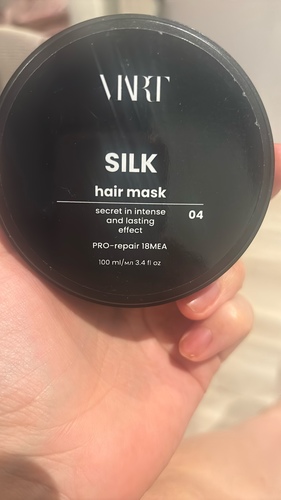 VNRT
SILK
hair mask
secret in intense
and lasting
effect
04
PRO-repair 18MEA
100 ml/мл 3.4 fl oz